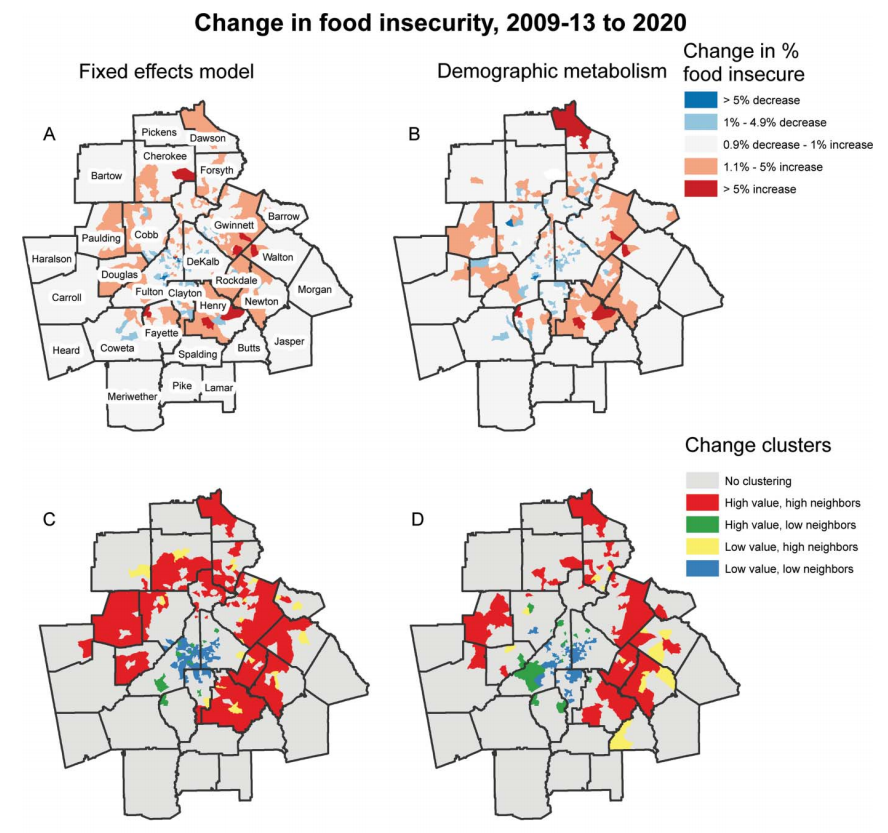 Change in food insecurity, 2009-13 to 2020
Fixed effects model
Demographic metabolism
Change in %
food insecure
> 5% decrease
1% - 4.9% decrease
0.9% decrease - 1% increase
1.1% - 5% increase
> 5% increase
A
Pickens
Dawson
Cherokee
Bartow
Forsyth
Gwinnett
Barrow
Paulding
Cobb
Haralson
DeKalb
Walton
Douglas
Rockdale
Carroll
Fulton
Clayton
Henry
Newton
Morgan
Fayette
Heard
Coweta
Spalding
Butts
Jasper
Meriwether
Pike
Lamar
B
Change clusters
No clustering
High value, high neighbors
High value, low neighbors
Low value, high neighbors
Low value, low neighbors
C
D